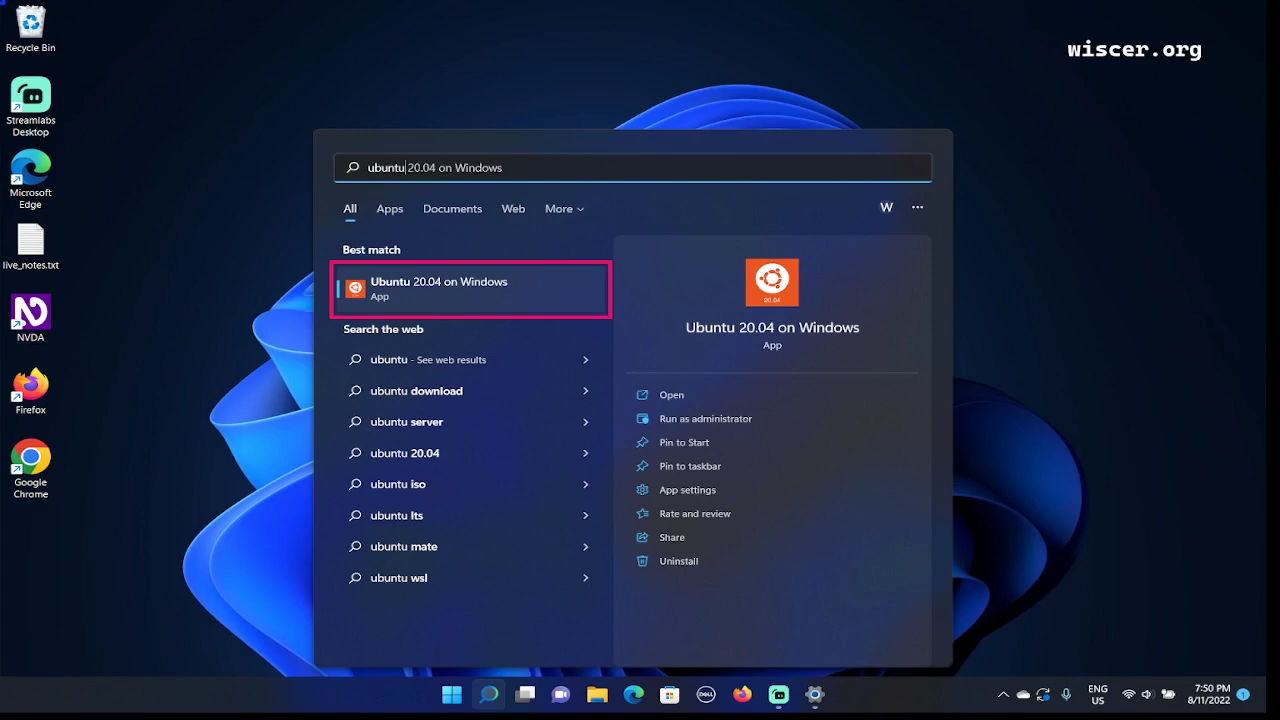 Recycle Bin
Streamlabs
Desktop
Microsoft
Edge
live_notes.txt
NVDA
Firefox
Google
Chrome
wiscer.org
ubuntu 20.04 on Windows
All Apps Documents Web More W
Best match
Ubuntu 20.04 on Windows
App
Search the web
ubuntu - See web results
ubuntu download
ubuntu server
ubuntu 20.04
ubuntu iso
ubuntu lts
ubuntu mate
ubuntu wsl
20.04
Ubuntu 20.04 on Windows
App
Open
Run as administrator
Pin to Start
Pin to taskbar
App settings
Rate and review
Share
Uninstall
DELL
ENG
US
7:50 PM
8/11/2022
1